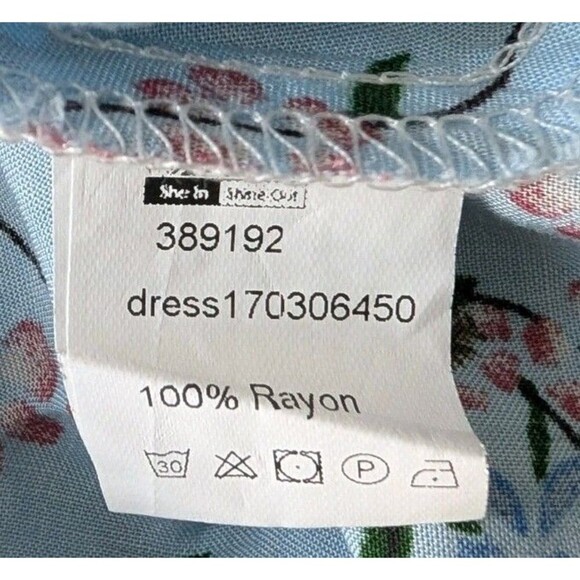 She·In Shine·Out
389192
dress170306450
100% Rayon
30 P